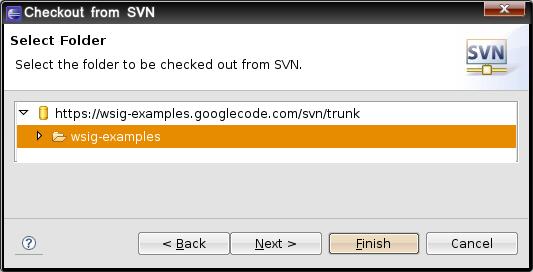 Checkout from SVN
Select Folder
Select the folder to be checked out from SVN.
SVN
https://wsig-examples.googlecode.com/svn/trunk
wsig-examples
? < Back Next > Finish Cancel